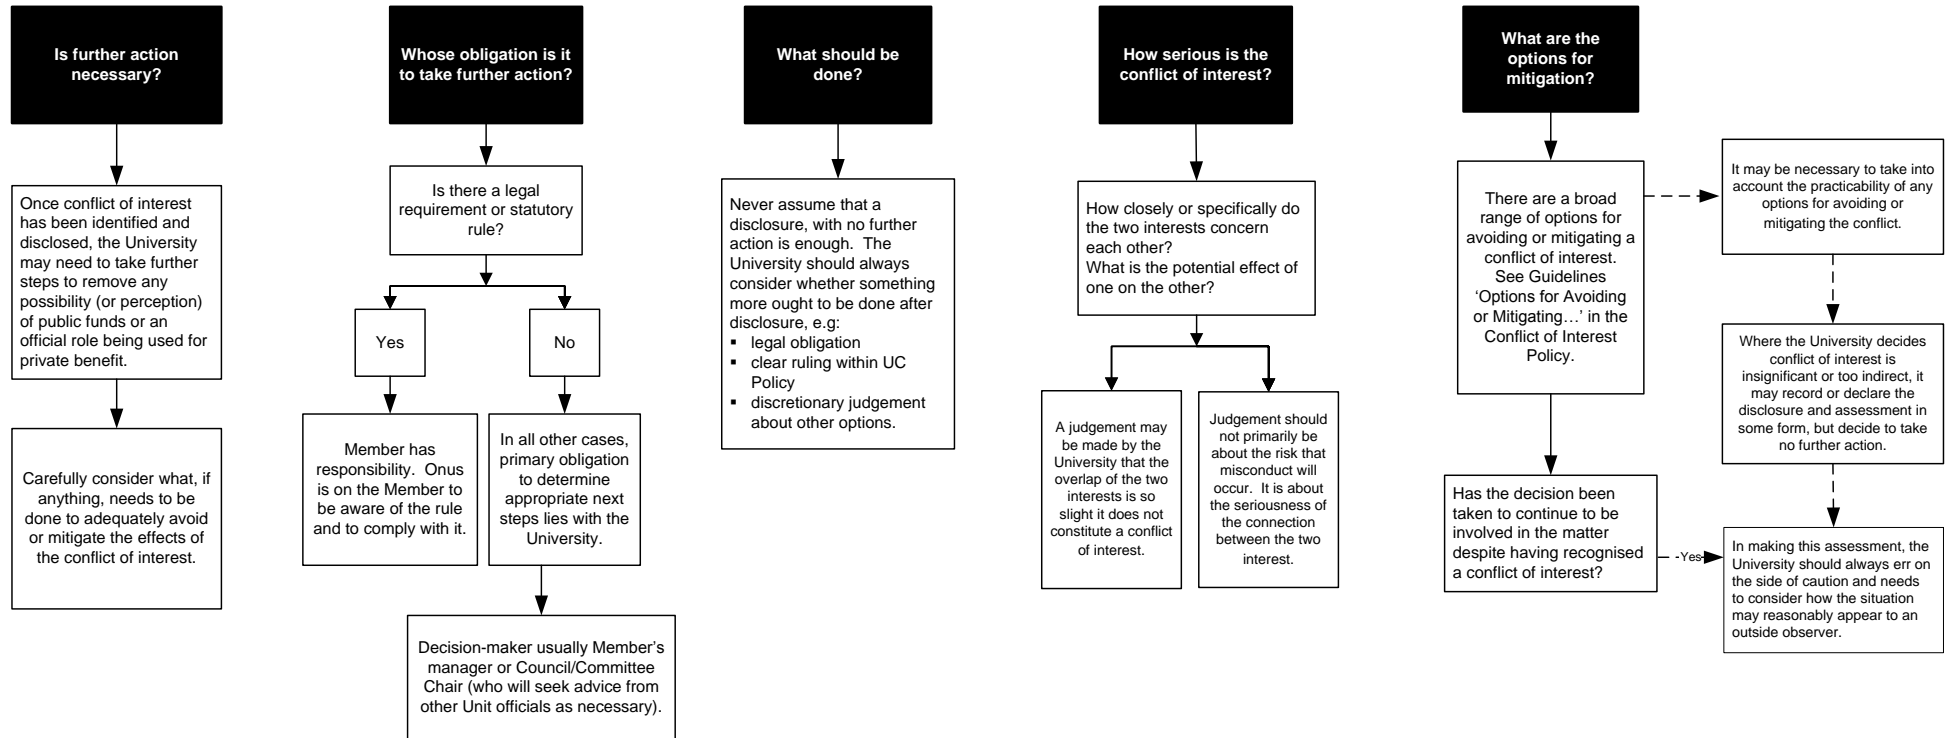 Is further action
necessary?
Once conflict of interest
has been identified and
disclosed, the University
may need to take further
steps to remove any
possibility (or perception)
of public funds or an
official role being used for
private benefit.
Carefully consider what, if
anything, needs to be
done to adequately avoid
or mitigate the effects of
the conflict of interest.
Whose obligation is it
to take further action?
Is there a legal
requirement or statutory
rule?
Yes
No
Member has
responsibility. Onus
is on the Member to
be aware of the rule
and to comply with it.
In all other cases,
primary obligation
to determine
appropriate next
steps lies with the
University.
Decision-maker usually Member’s
manager or Council/Committee
Chair (who will seek advice from
other Unit officials as necessary).
What should be
done?
Never assume that a
disclosure, with no further
action is enough. The
University should always
consider whether something
more ought to be done after
disclosure, e.g:
▪ legal obligation
▪ clear ruling within UC
Policy
▪ discretionary judgement
about other options.
How serious is the
conflict of interest?
How closely or specifically do
the two interests concern
each other?
What is the potential effect of
one on the other?
A judgement may
be made by the
University that the
overlap of the two
interests is so
slight it does not
constitute a conflict
of interest.
Judgement should
not primarily be
about the risk that
misconduct will
occur. It is about
the seriousness of
the connection
between the two
interest.
What are the
options for
mitigation?
There are a broad
range of options for
avoiding or mitigating a
conflict of interest.
See Guidelines
‘Options for Avoiding
or Mitigating…’ in the
Conflict of Interest
Policy.
Has the decision been
taken to continue to be
involved in the matter
despite having recognised
a conflict of interest?
Yes
It may be necessary to take into
account the practicability of any
options for avoiding or
mitigating the conflict.
Where the University decides
conflict of interest is
insignificant or too indirect, it
may record or declare the
disclosure and assessment in
some form, but decide to take
no further action.
In making this assessment, the
University should always err on
the side of caution and needs
to consider how the situation
may reasonably appear to an
outside observer.